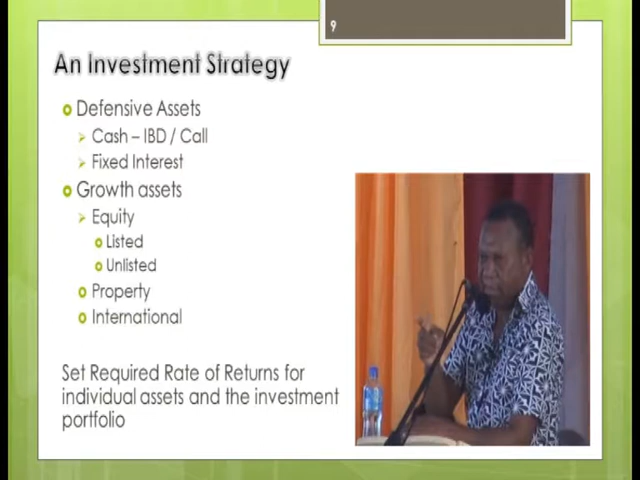 9
An Investment Strategy
Defensive Assets
Cash – IBD / Call
Fixed Interest
Growth assets
Equity
Listed
Unlisted
Property
International
Set Required Rate of Returns for
individual assets and the investment
portfolio